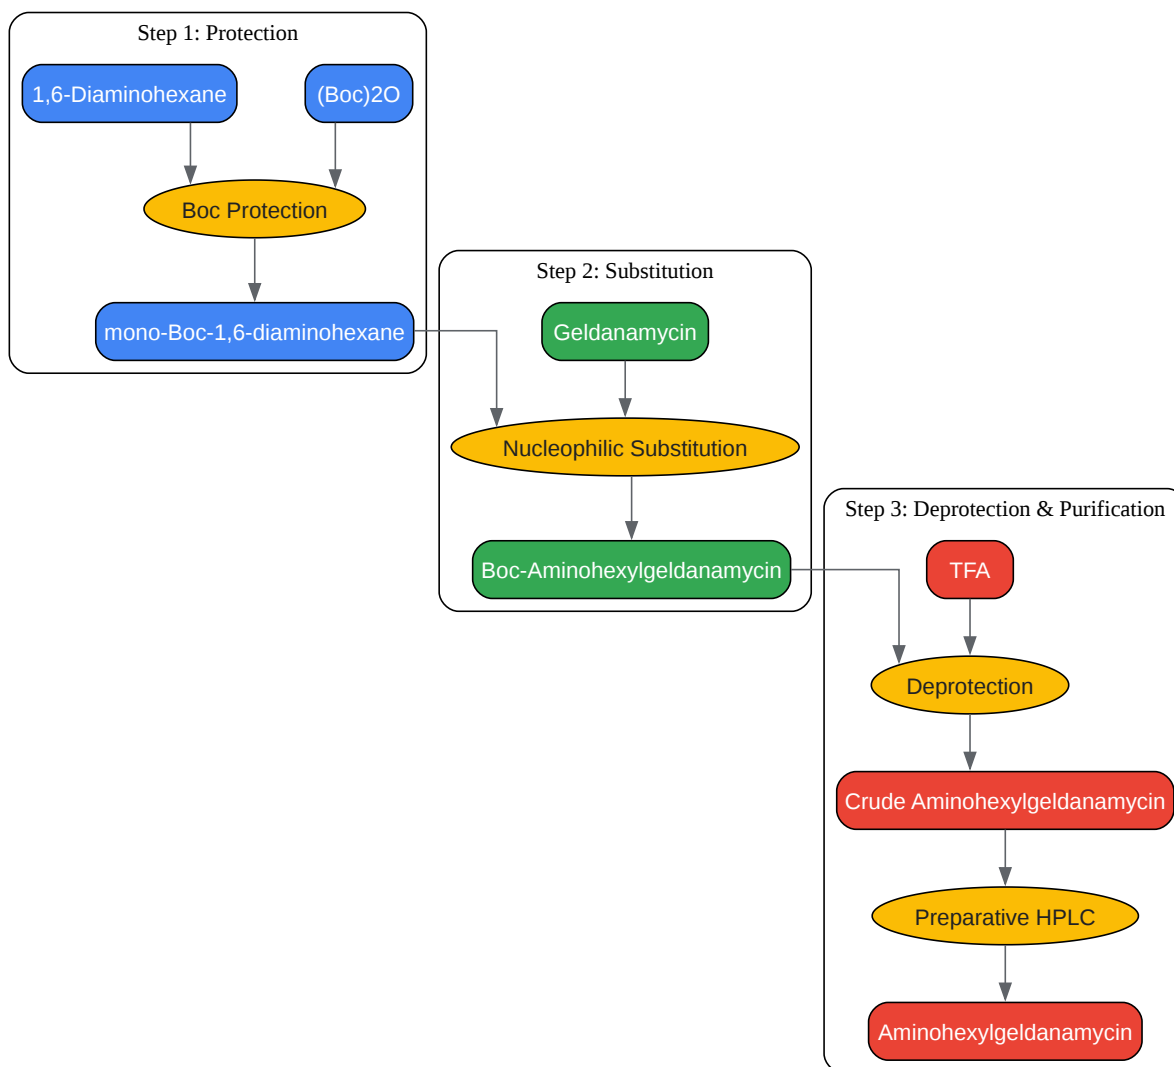 Step 1: Protection
1,6-Diaminohexane
(Boc)2O
Boc Protection
mono-Boc-1,6-diaminohexane
Step 2: Substitution
Geldanamycin
Nucleophilic Substitution
Boc-Aminohexylgeldanamycin
Step 3: Deprotection & Purification
TFA
Deprotection
Crude Aminohexylgeldanamycin
Preparative HPLC
Aminohexylgeldanamycin